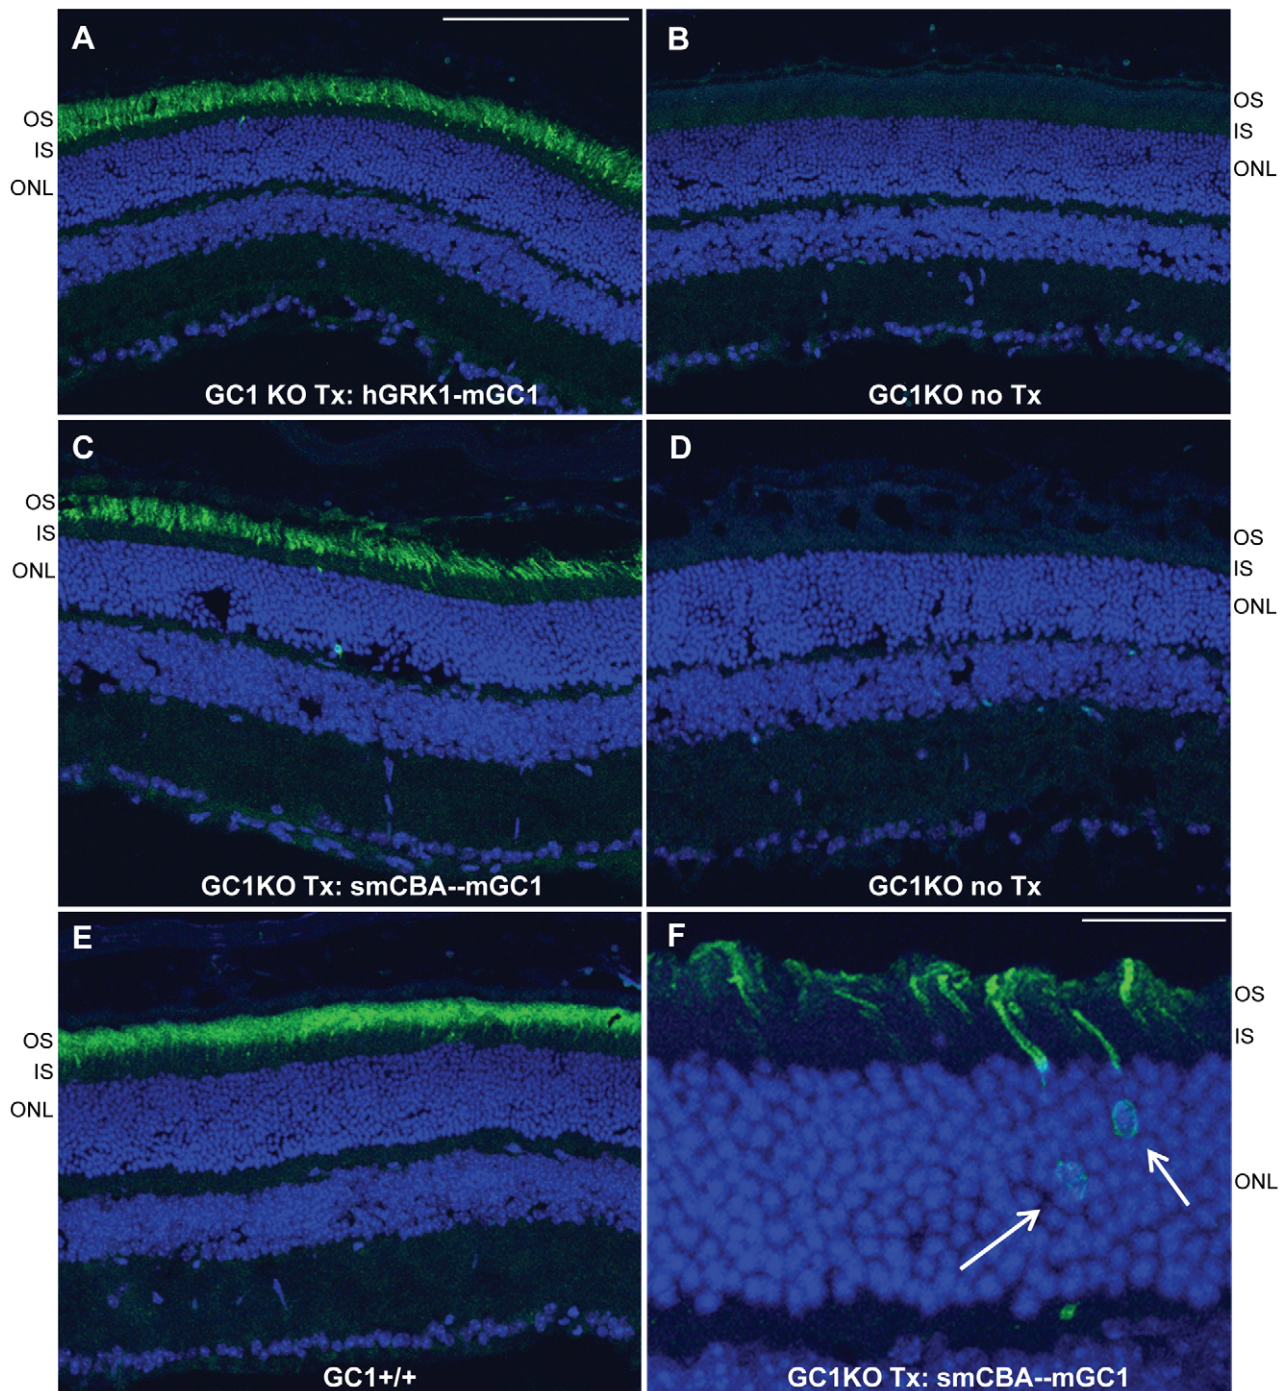 A
OS
IS
ONL
GC1 KO Tx: hGRK1-mGC1
B
OS
IS
ONL
GC1KO no Tx
C
OS
IS
ONL
GC1KO Tx: smCBA--mGC1
D
OS
IS
ONL
GC1KO no Tx
E
OS
IS
ONL
GC1+/+
F
OS
IS
ONL
GC1KO Tx: smCBA--mGC1